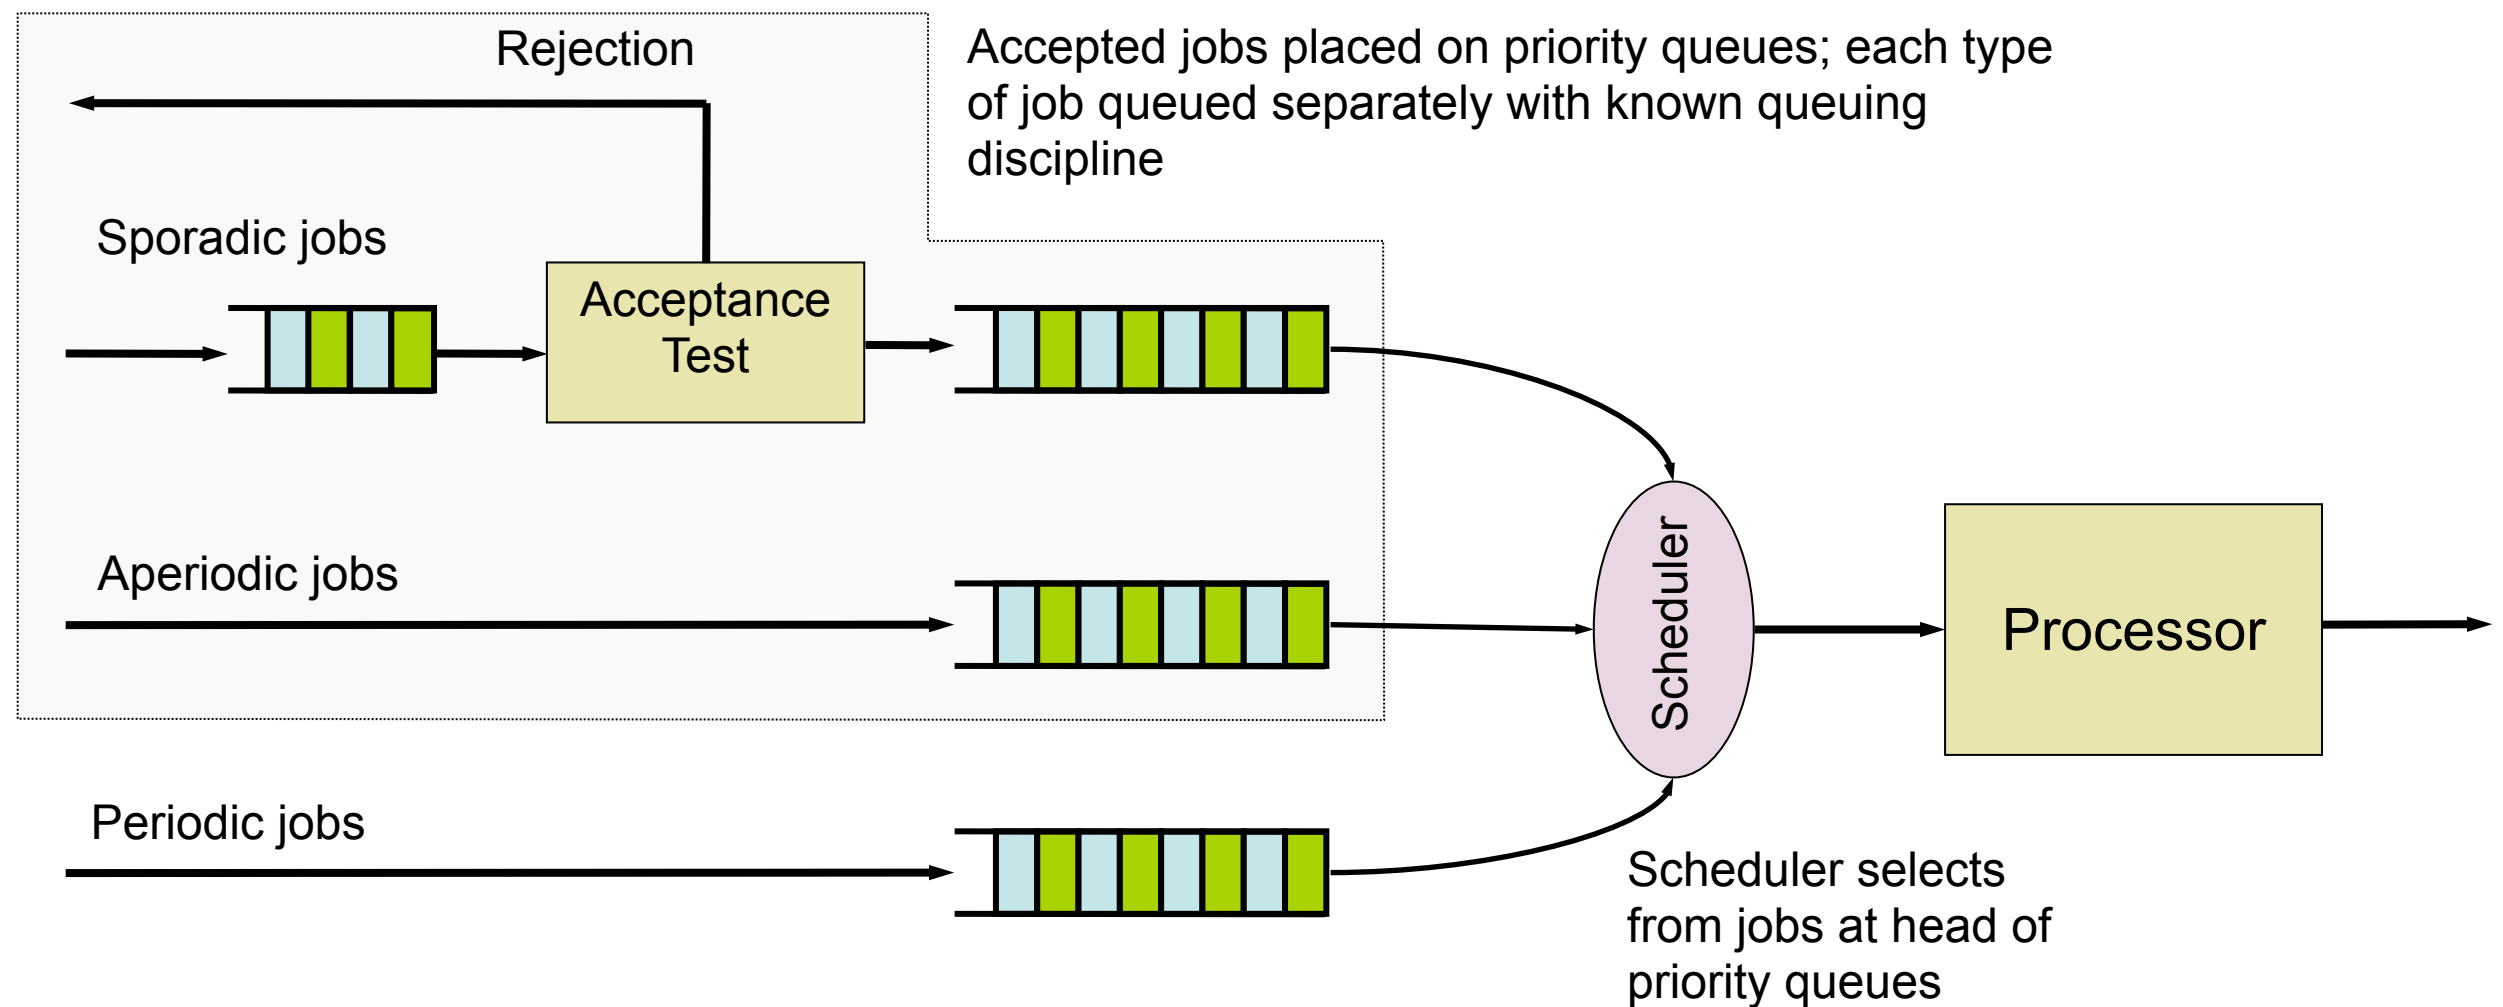 Rejection
Accepted jobs placed on priority queues; each type
of job queued separately with known queuing
discipline
Sporadic jobs
Acceptance
Test
Aperiodic jobs
Scheduler
Processor
Periodic jobs
Scheduler selects
from jobs at head of
priority queues